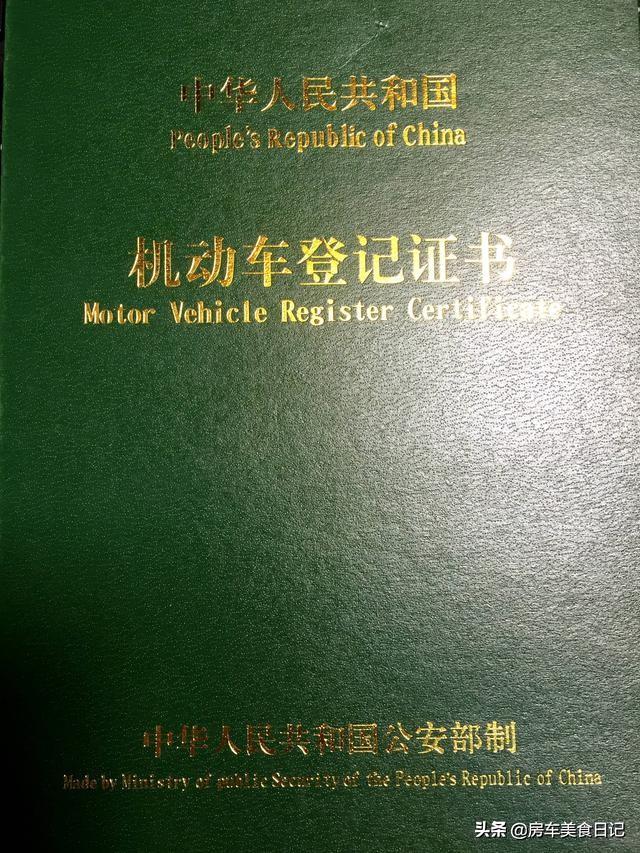 中华人民共和国
People's Republic of China
机动车登记证书
Motor Vehicle Register Certificate
中华人民共和国公安部制
Made by Ministry of public Security of the People's Republic of China
头条 @房车美食日记